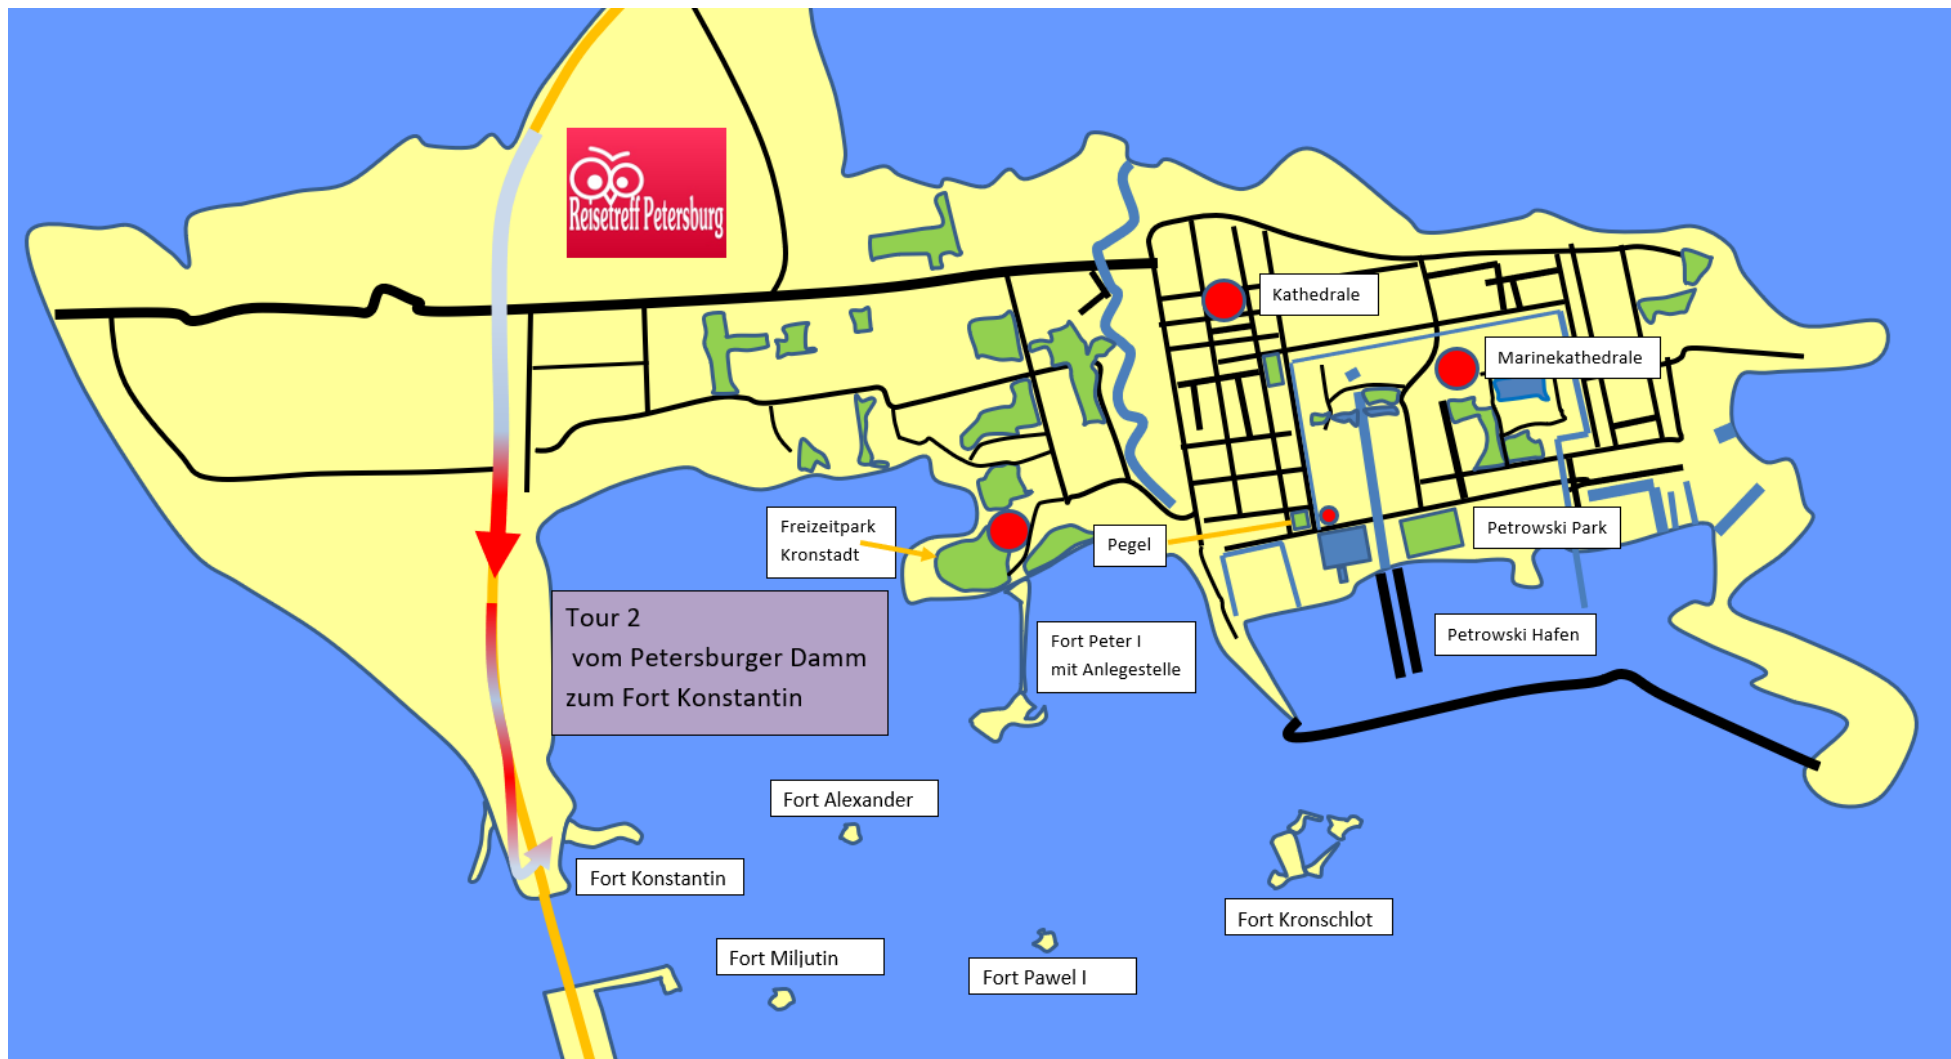 Reisetreff Petersburg
Kathedrale
Marinekathedrale
Freizeitpark
Kronstadt
Pegel
Petrowski Park
Tour 2
vom Petersburger Damm
zum Fort Konstantin
Fort Peter I
mit Anlegestelle
Petrowski Hafen
Fort Alexander
Fort Konstantin
Fort Kronschlot
Fort Miljutin
Fort Pawel I